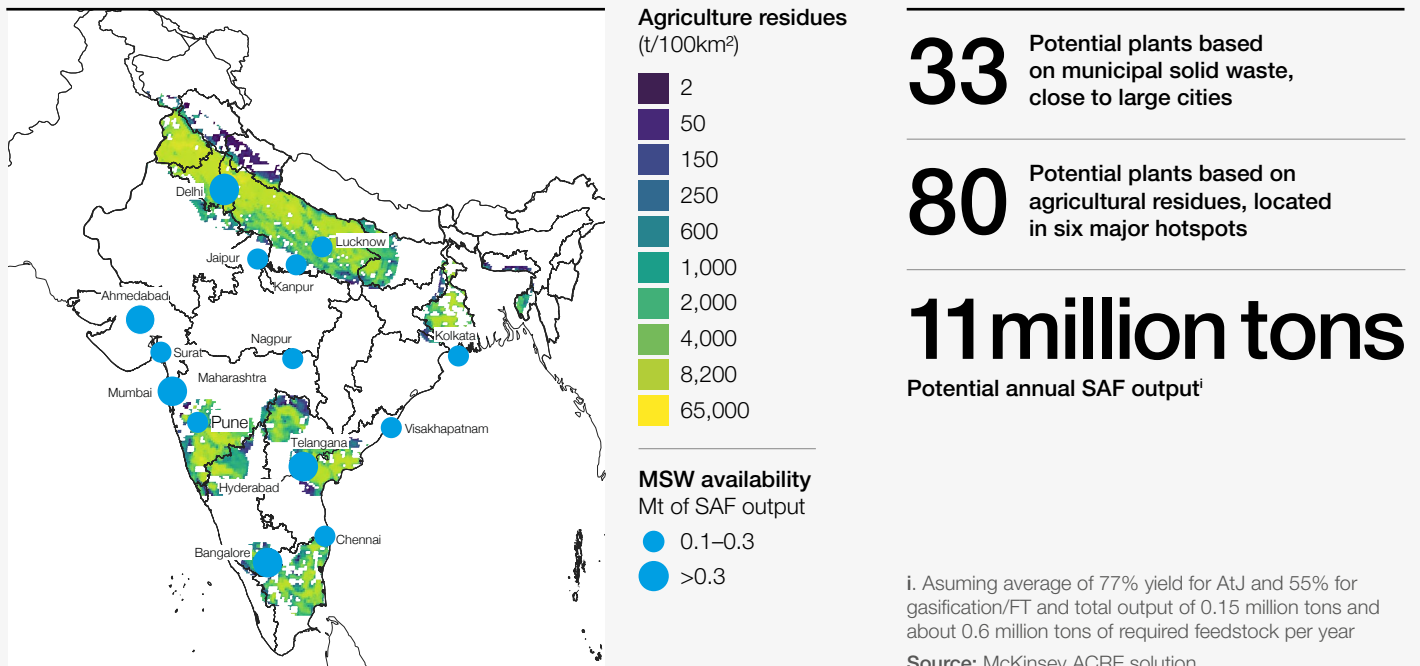 Delhi
Lucknow
Jaipur
Kanpur
Ahmedabad
Surat
Nagpur
Kolkata
Maharashtra
Mumbai
Pune
Visakhapatnam
Telangana
Hyderabad
Chennai
Bangalore
Agriculture residues
(t/100km²)
2
50
150
250
600
1,000
2,000
4,000
8,200
65,000
MSW availability
Mt of SAF output
0.1–0.3
>0.3
33
Potential plants based
on municipal solid waste,
close to large cities
80
Potential plants based on
agricultural residues, located
in six major hotspots
11 million tons
Potential annual SAF outputⁱ
i. Asuming average of 77% yield for AtJ and 55% for
gasification/FT and total output of 0.15 million tons and
about 0.6 million tons of required feedstock per year
Source: McKinsey ACRE solution